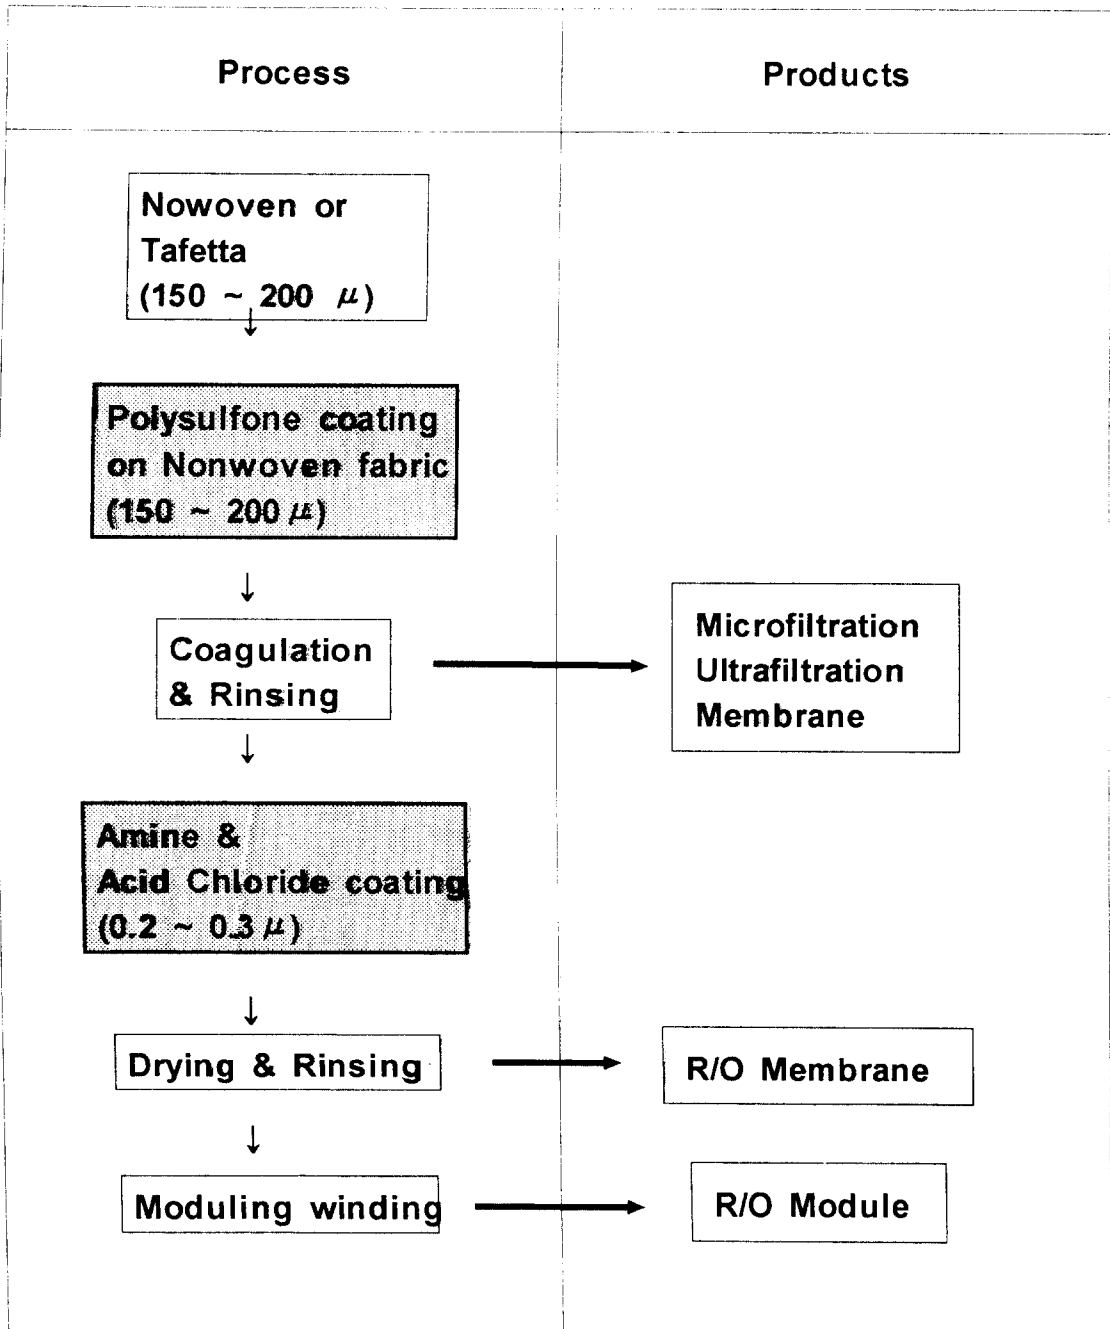 Process
Products
Nowoven or
Tafetta
(150 ~ 200 μ)
↓
Polysulfone coating
on Nonwoven fabric
(150 ~ 200 μ)
↓
Coagulation
& Rinsing
Microfiltration
Ultrafiltration
Membrane
↓
Amine &
Acid Chloride coating
(0.2 ~ 0.3 μ)
↓
Drying & Rinsing
R/O Membrane
↓
Moduling winding
R/O Module